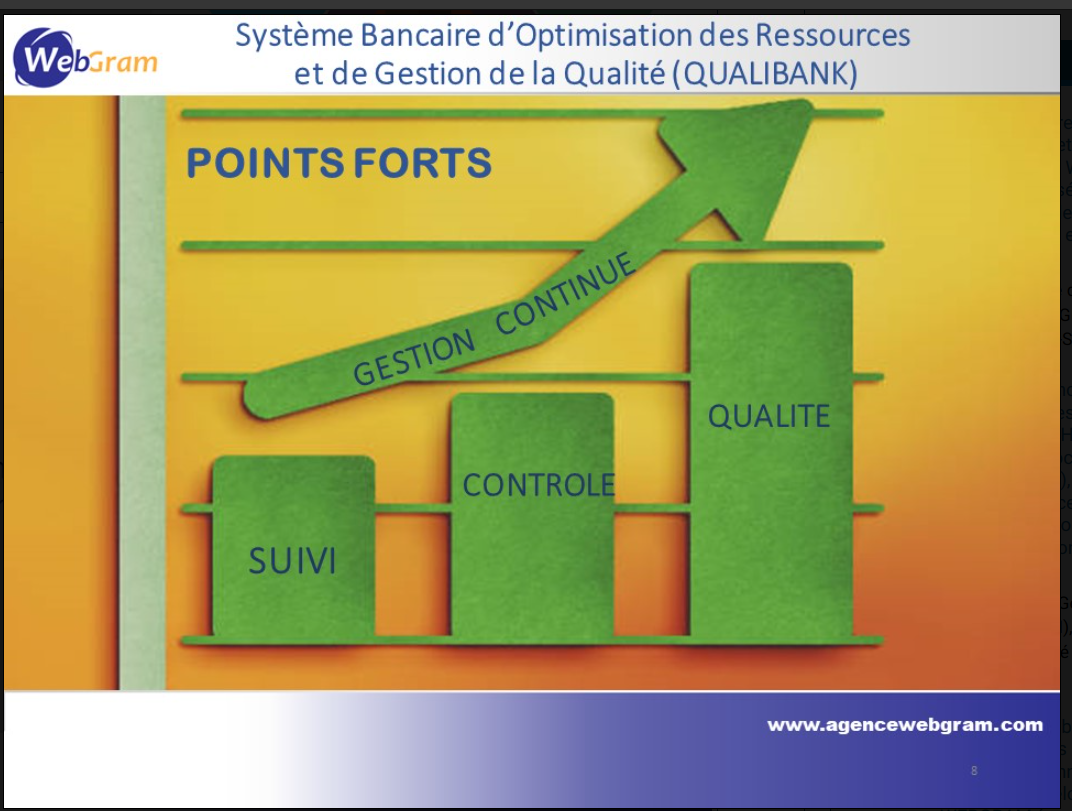 WebGram
Système Bancaire d’Optimisation des Ressources
et de Gestion de la Qualité (QUALIBANK)
POINTS FORTS
GESTION CONTINUE
QUALITE
CONTROLE
SUIVI
www.agencewebgram.com
8